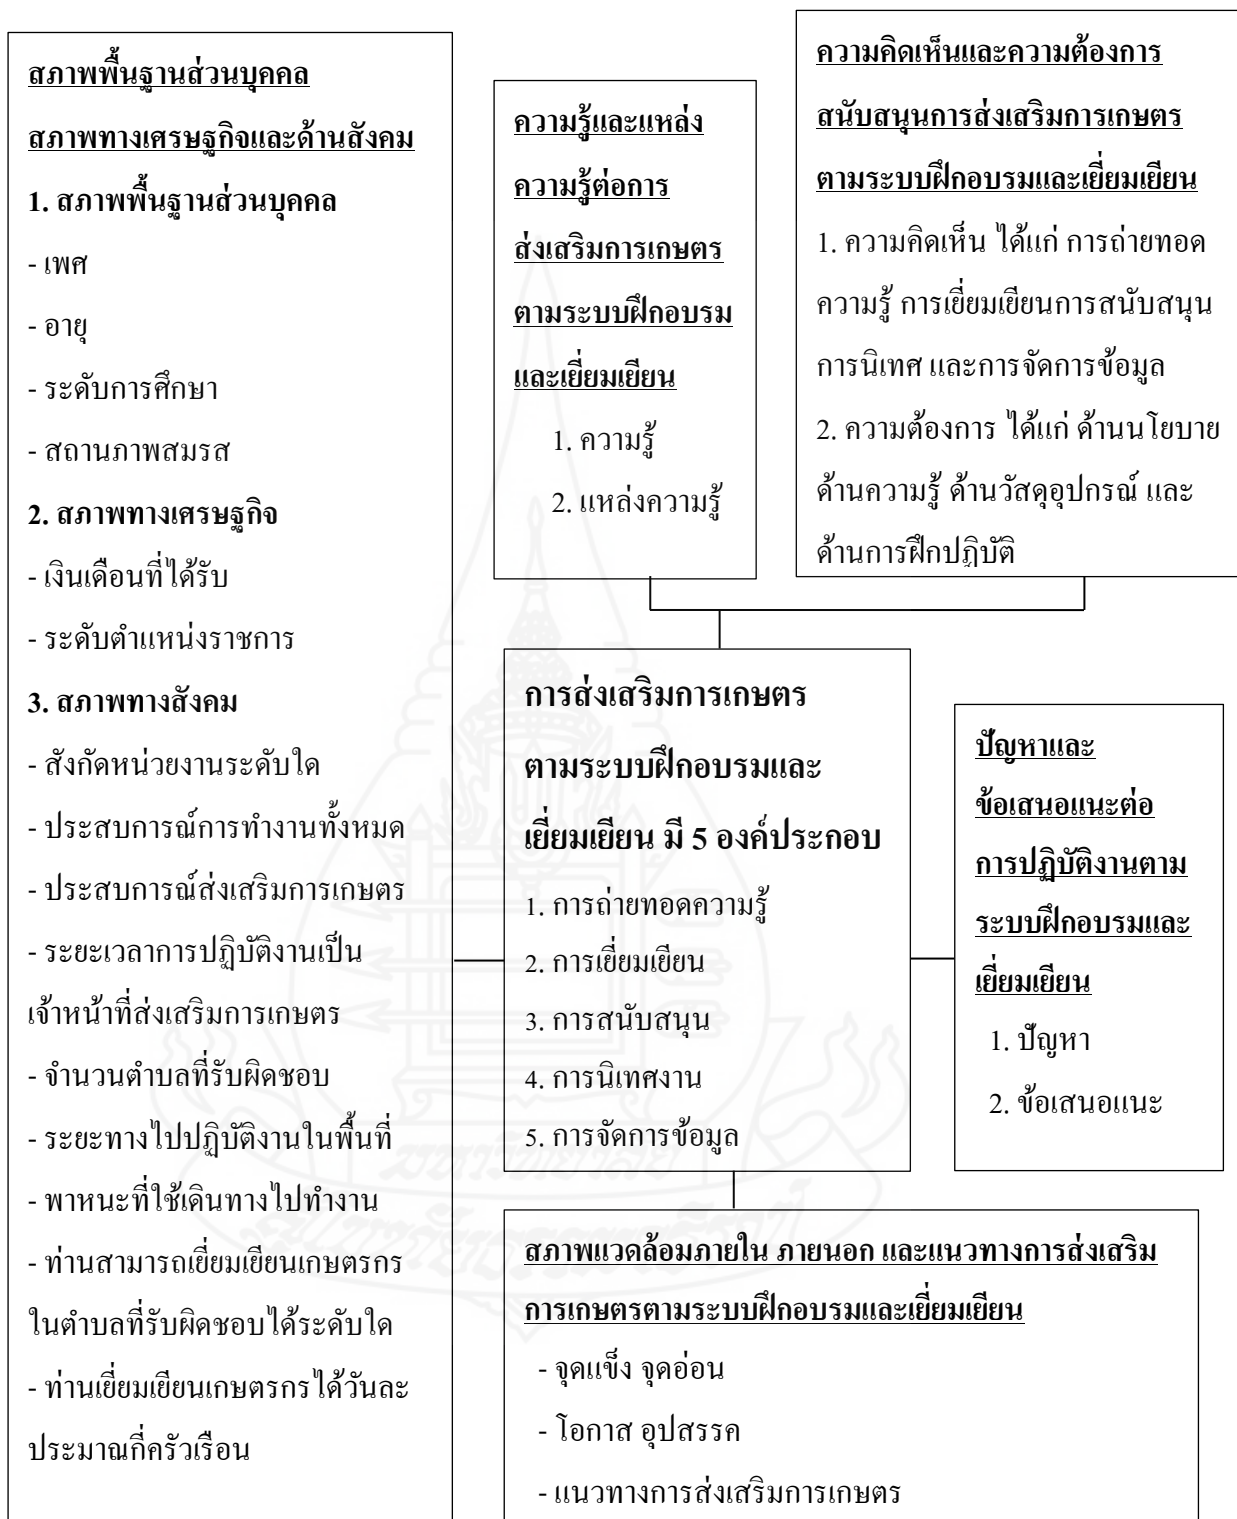 สภาพพื้นฐานส่วนบุคคล
สภาพทางเศรษฐกิจและด้านสังคม
1. สภาพพื้นฐานส่วนบุคคล
- เพศ
- อายุ
- ระดับการศึกษา
- สถานภาพสมรส
2. สภาพทางเศรษฐกิจ
- เงินเดือนที่ได้รับ
- ระดับตำแหน่งราชการ
3. สภาพทางสังคม
- สังกัดหน่วยงานระดับใด
- ประสบการณ์การทำงานทั้งหมด
- ประสบการณ์ส่งเสริมการเกษตร
- ระยะเวลาการปฏิบัติงานเป็น
เจ้าหน้าที่ส่งเสริมการเกษตร
- จำนวนตำบลที่รับผิดชอบ
- ระยะทางไปปฏิบัติงานในพื้นที่
- พาหนะที่ใช้เดินทางไปทำงาน
- ท่านสามารถเยี่ยมเยียนเกษตรกร
ในตำบลที่รับผิดชอบได้ระดับใด
- ท่านเยี่ยมเยียนเกษตรกรได้วันละ
ประมาณกี่ครัวเรือน
ความรู้และแหล่ง
ความรู้ต่อการ
ส่งเสริมการเกษตร
ตามระบบฝึกอบรม
และเยี่ยมเยียน
1. ความรู้
2. แหล่งความรู้
ความคิดเห็นและความต้องการ
สนับสนุนการส่งเสริมการเกษตร
ตามระบบฝึกอบรมและเยี่ยมเยียน
1. ความคิดเห็น ได้แก่ การถ่ายทอด
ความรู้ การเยี่ยมเยียนการสนับสนุน
การนิเทศ และการจัดการข้อมูล
2. ความต้องการ ได้แก่ ด้านนโยบาย
ด้านความรู้ ด้านวัสดุอุปกรณ์ และ
ด้านการฝึกปฏิบัติ
การส่งเสริมการเกษตร
ตามระบบฝึกอบรมและ
เยี่ยมเยียน มี 5 องค์ประกอบ
1. การถ่ายทอดความรู้
2. การเยี่ยมเยียน
3. การสนับสนุน
4. การนิเทศงาน
5. การจัดการข้อมูล
ปัญหาและ
ข้อเสนอแนะต่อ
การปฏิบัติงานตาม
ระบบฝึกอบรมและ
เยี่ยมเยียน
1. ปัญหา
2. ข้อเสนอแนะ
สภาพแวดล้อมภายใน ภายนอก และแนวทางการส่งเสริม
การเกษตรตามระบบฝึกอบรมและเยี่ยมเยียน
- จุดแข็ง จุดอ่อน
- โอกาส อุปสรรค
- แนวทางการส่งเสริมการเกษตร
มหาวิทยาลัย
สุโขทัยธรรมาธิราช